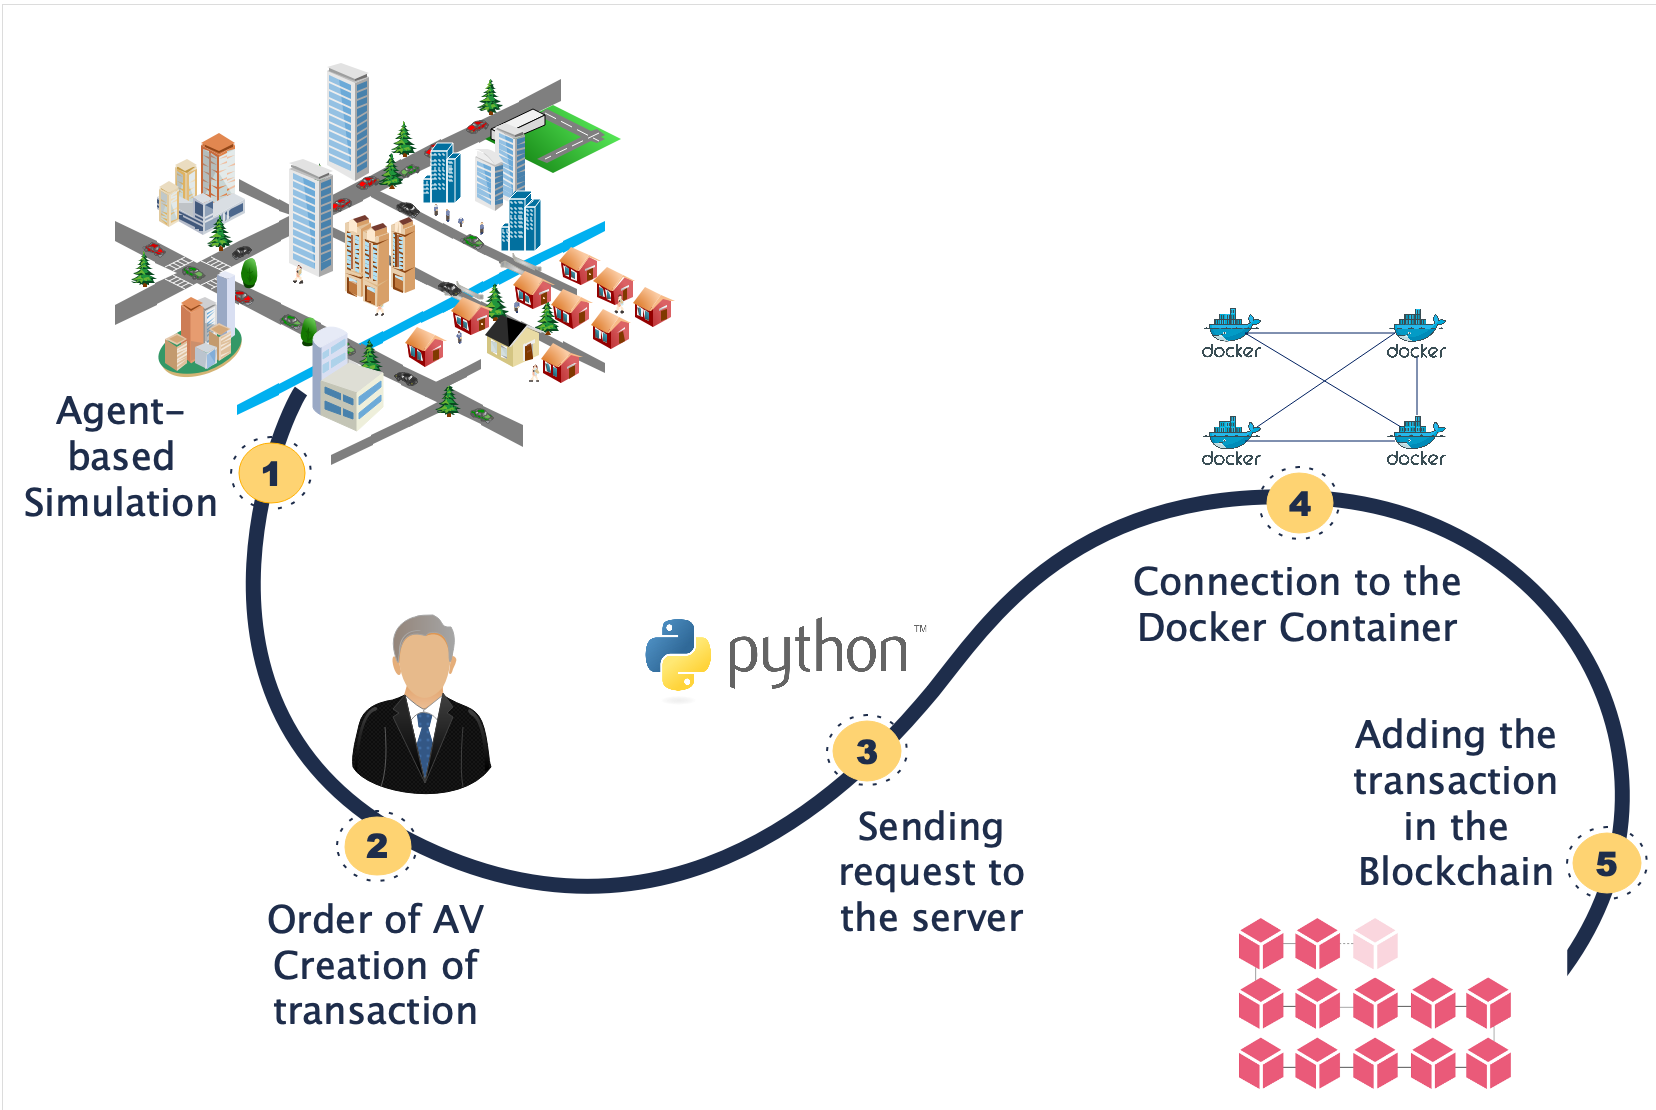 Agent-
based
Simulation
1
2
Order of AV
Creation of
transaction
python™
3
Sending
request to
the server
docker
docker
docker
docker
4
Connection to the
Docker Container
Adding the
transaction
in the
Blockchain
5